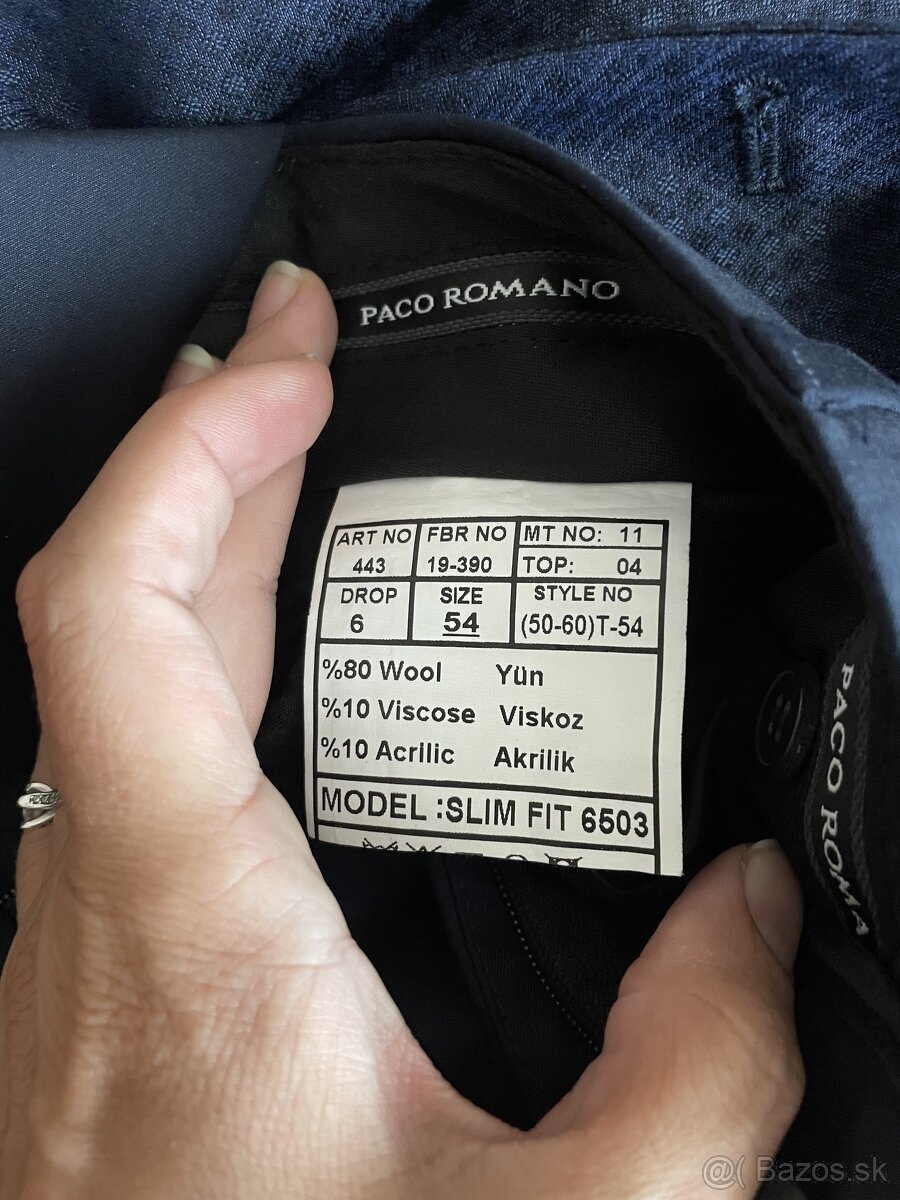 PACO ROMANO
ART NO FBR NO MT NO: 11
443 19-390 TOP: 04
DROP SIZE STYLE NO
6 54 (50-60)T-54
%80 Wool Yün
%10 Viscose Viskoz
%10 Acrilic Akrilik
MODEL :SLIM FIT 6503
PACO ROMA
@( Bazos.sk